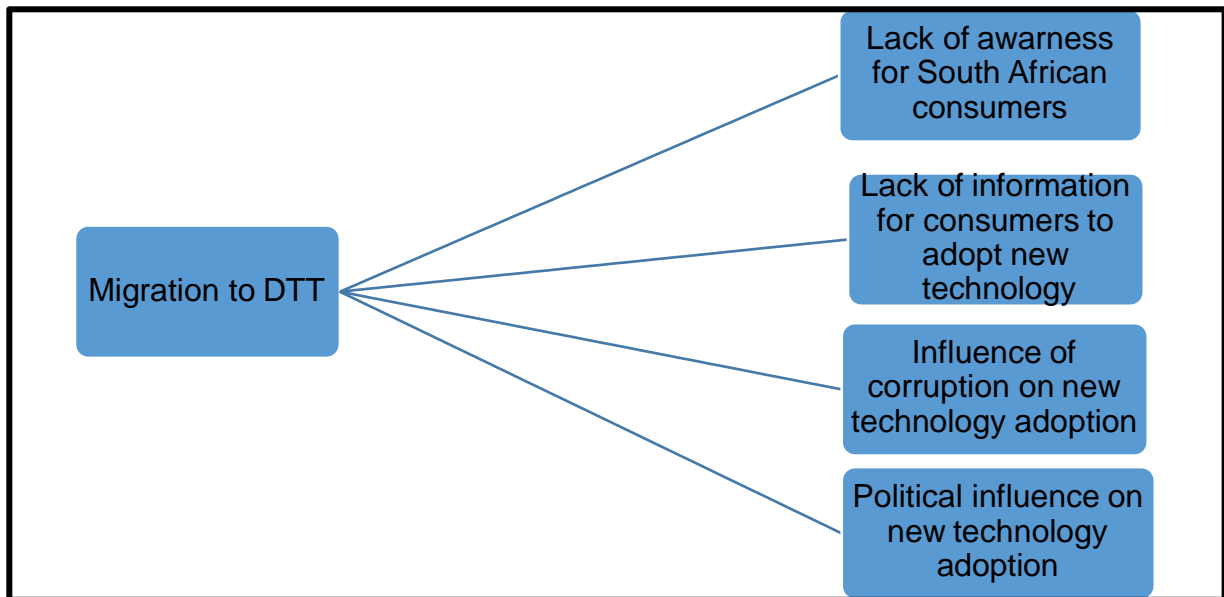 Migration to DTT
Lack of awarness
for South African
consumers
Lack of information
for consumers to
adopt new
technology
Influence of
corruption on new
technology adoption
Political influence on
new technology
adoption